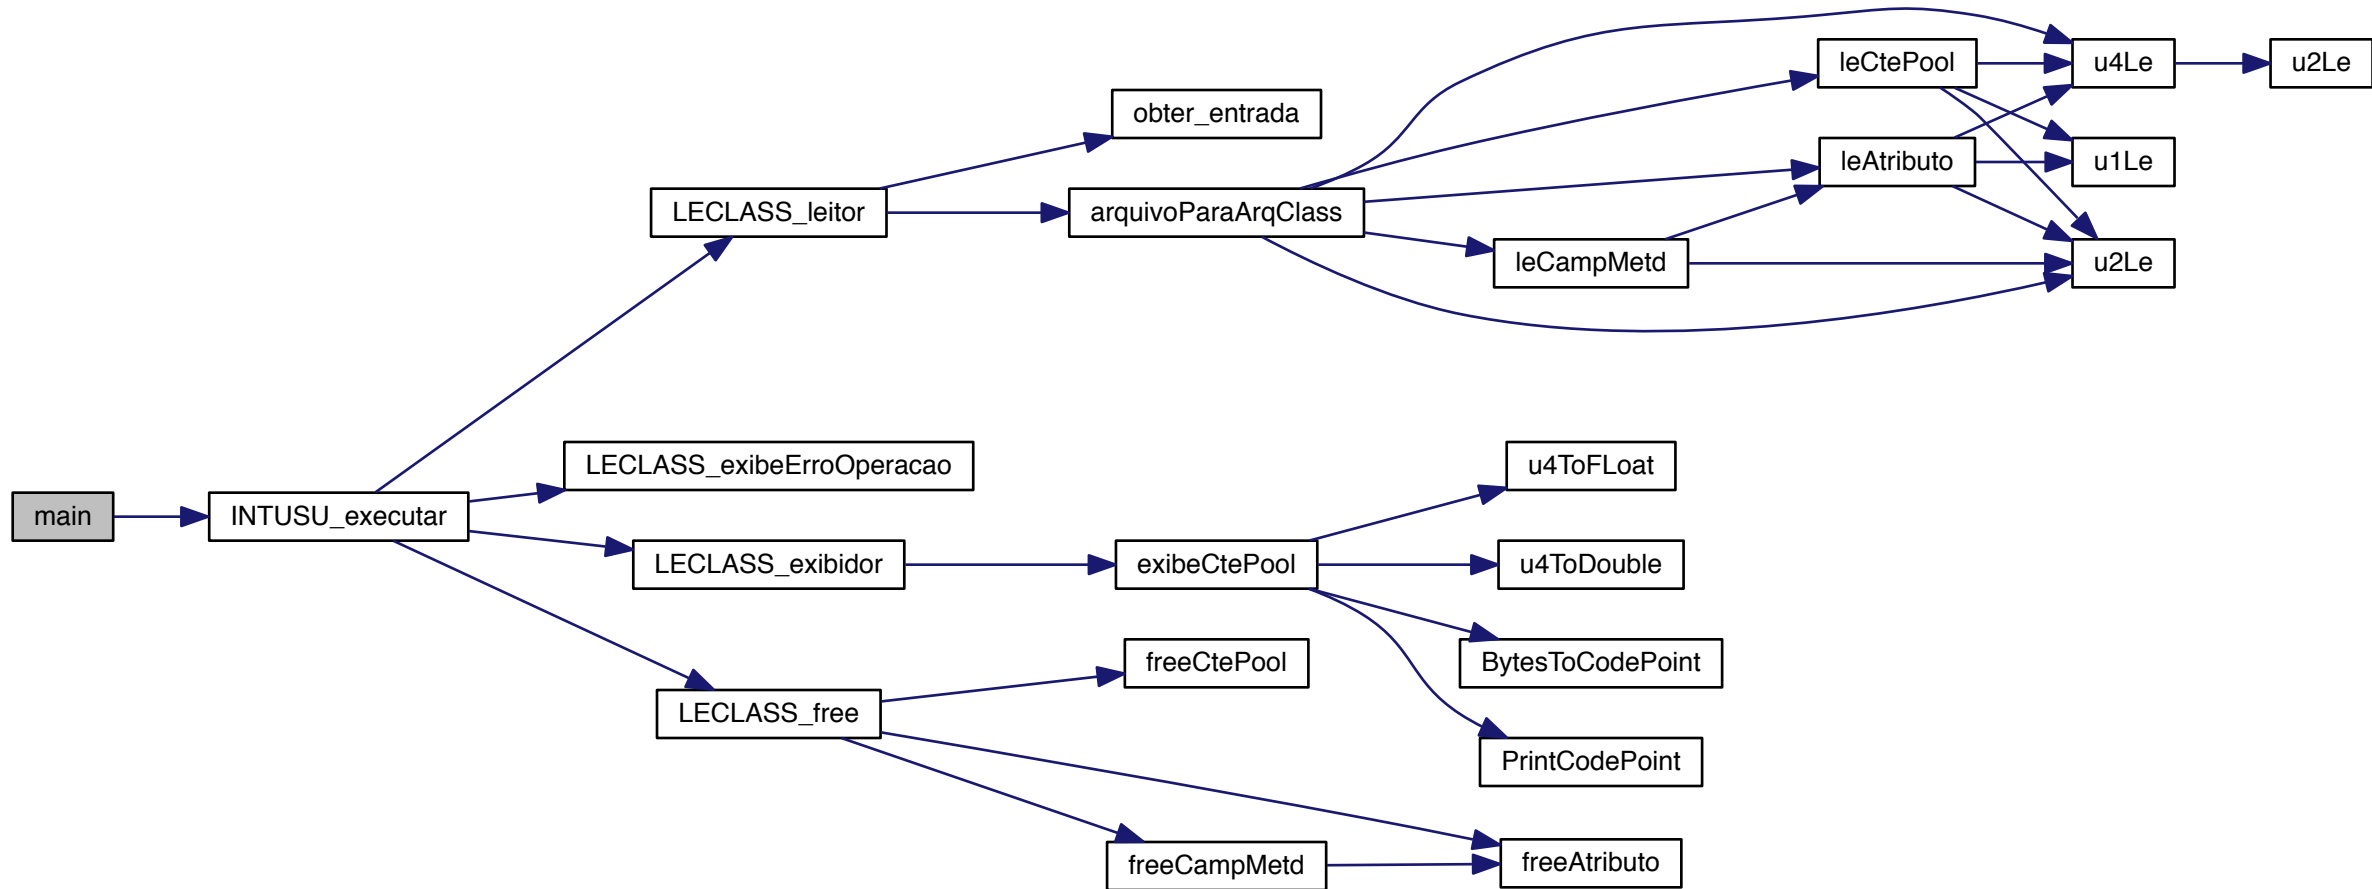 leCtePool
u4Le
u2Le
obter_entrada
leAtributo
u1Le
LECLASS_leitor
arquivoParaArqClass
leCampMetd
u2Le
LECLASS_exibeErroOperacao
u4ToFLoat
main
INTUSU_executar
LECLASS_exibidor
exibeCtePool
u4ToDouble
freeCtePool
BytesToCodePoint
LECLASS_free
PrintCodePoint
freeCampMetd
freeAtributo